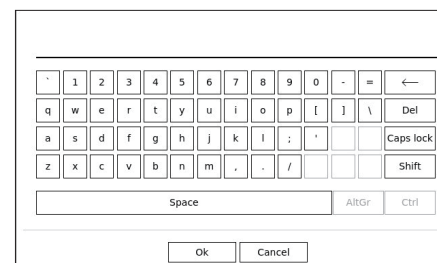 ` 1 2 3 4 5 6 7 8 9 0 - = ←
q w e r t y u i o p [ ] \ Del
a s d f g h j k l ; ' Caps lock
z x c v b n m , . / Shift
Space AltGr Ctrl
Ok Cancel